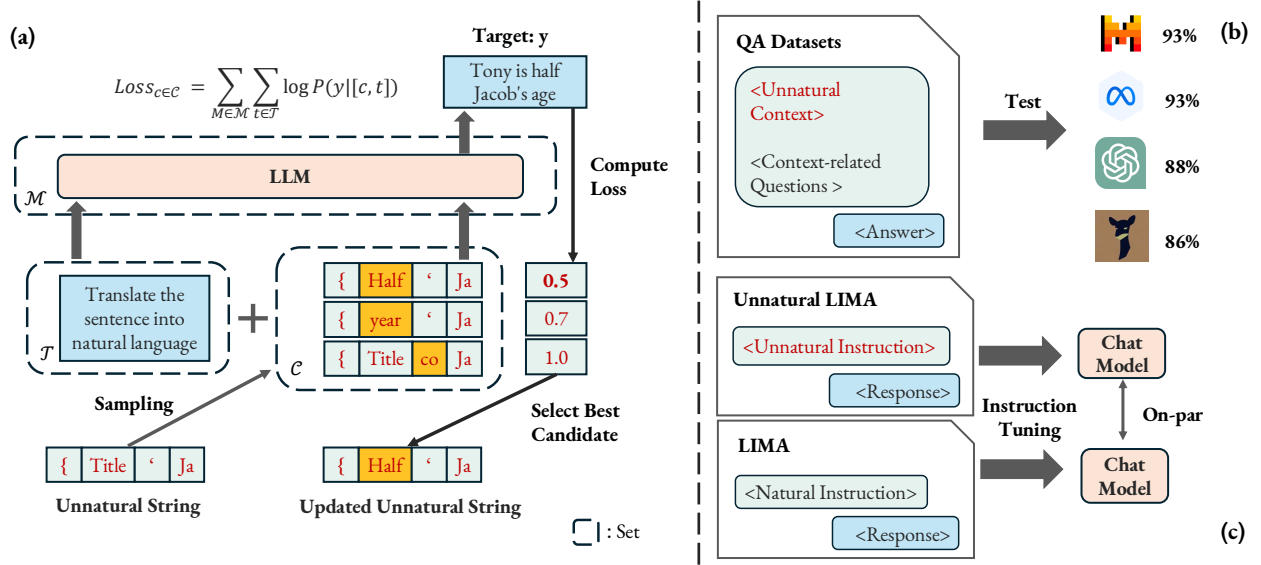 (a)
Target: y
Tony is half
Jacob's age
Loss_{c∈𝒞} = ∑_{M∈ℳ} ∑_{t∈𝒯} log P(y|[c, t])
LLM
ℳ
Compute
Loss
Translate the
sentence into
natural language
𝒯
+
{ Half ‘ Ja
{ year ‘ Ja
{ Title co Ja
𝒞
0.5
0.7
1.0
Sampling
Select Best
Candidate
{ Title ‘ Ja
Unnatural String
{ Half ‘ Ja
Updated Unnatural String
: Set
(b)
QA Datasets
<Unnatural
Context>
<Context-related
Questions >
<Answer>
Test
93%
93%
88%
86%
Unnatural LIMA
<Unnatural Instruction>
<Response>
Instruction
Tuning
LIMA
<Natural Instruction>
<Response>
Chat
Model
On-par
Chat
Model
(c)